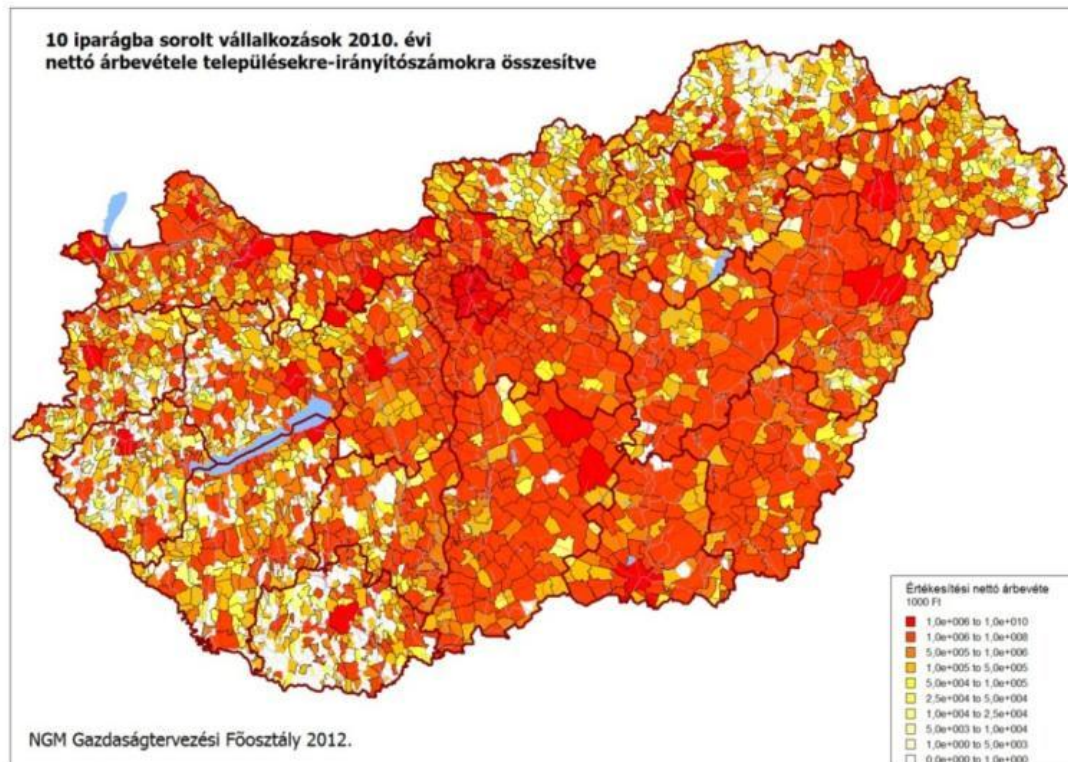 10 iparágba sorolt vállalkozások 2010. évi
nettó árbevétele településekre-irányítószámokra összesítve
Értékesítési nettó árbevéte
1000 Ft
1,0e+006 to 1,0e+010
1,0e+006 to 1,0e+008
5,0e+005 to 1,0e+006
1,0e+005 to 5,0e+005
5,0e+004 to 1,0e+005
2,5e+004 to 5,0e+004
1,0e+004 to 2,5e+004
5,0e+003 to 1,0e+004
1,0e+000 to 5,0e+003
0,0e+000 to 1,0e+000
NGM Gazdaságtervezési Főosztály 2012.